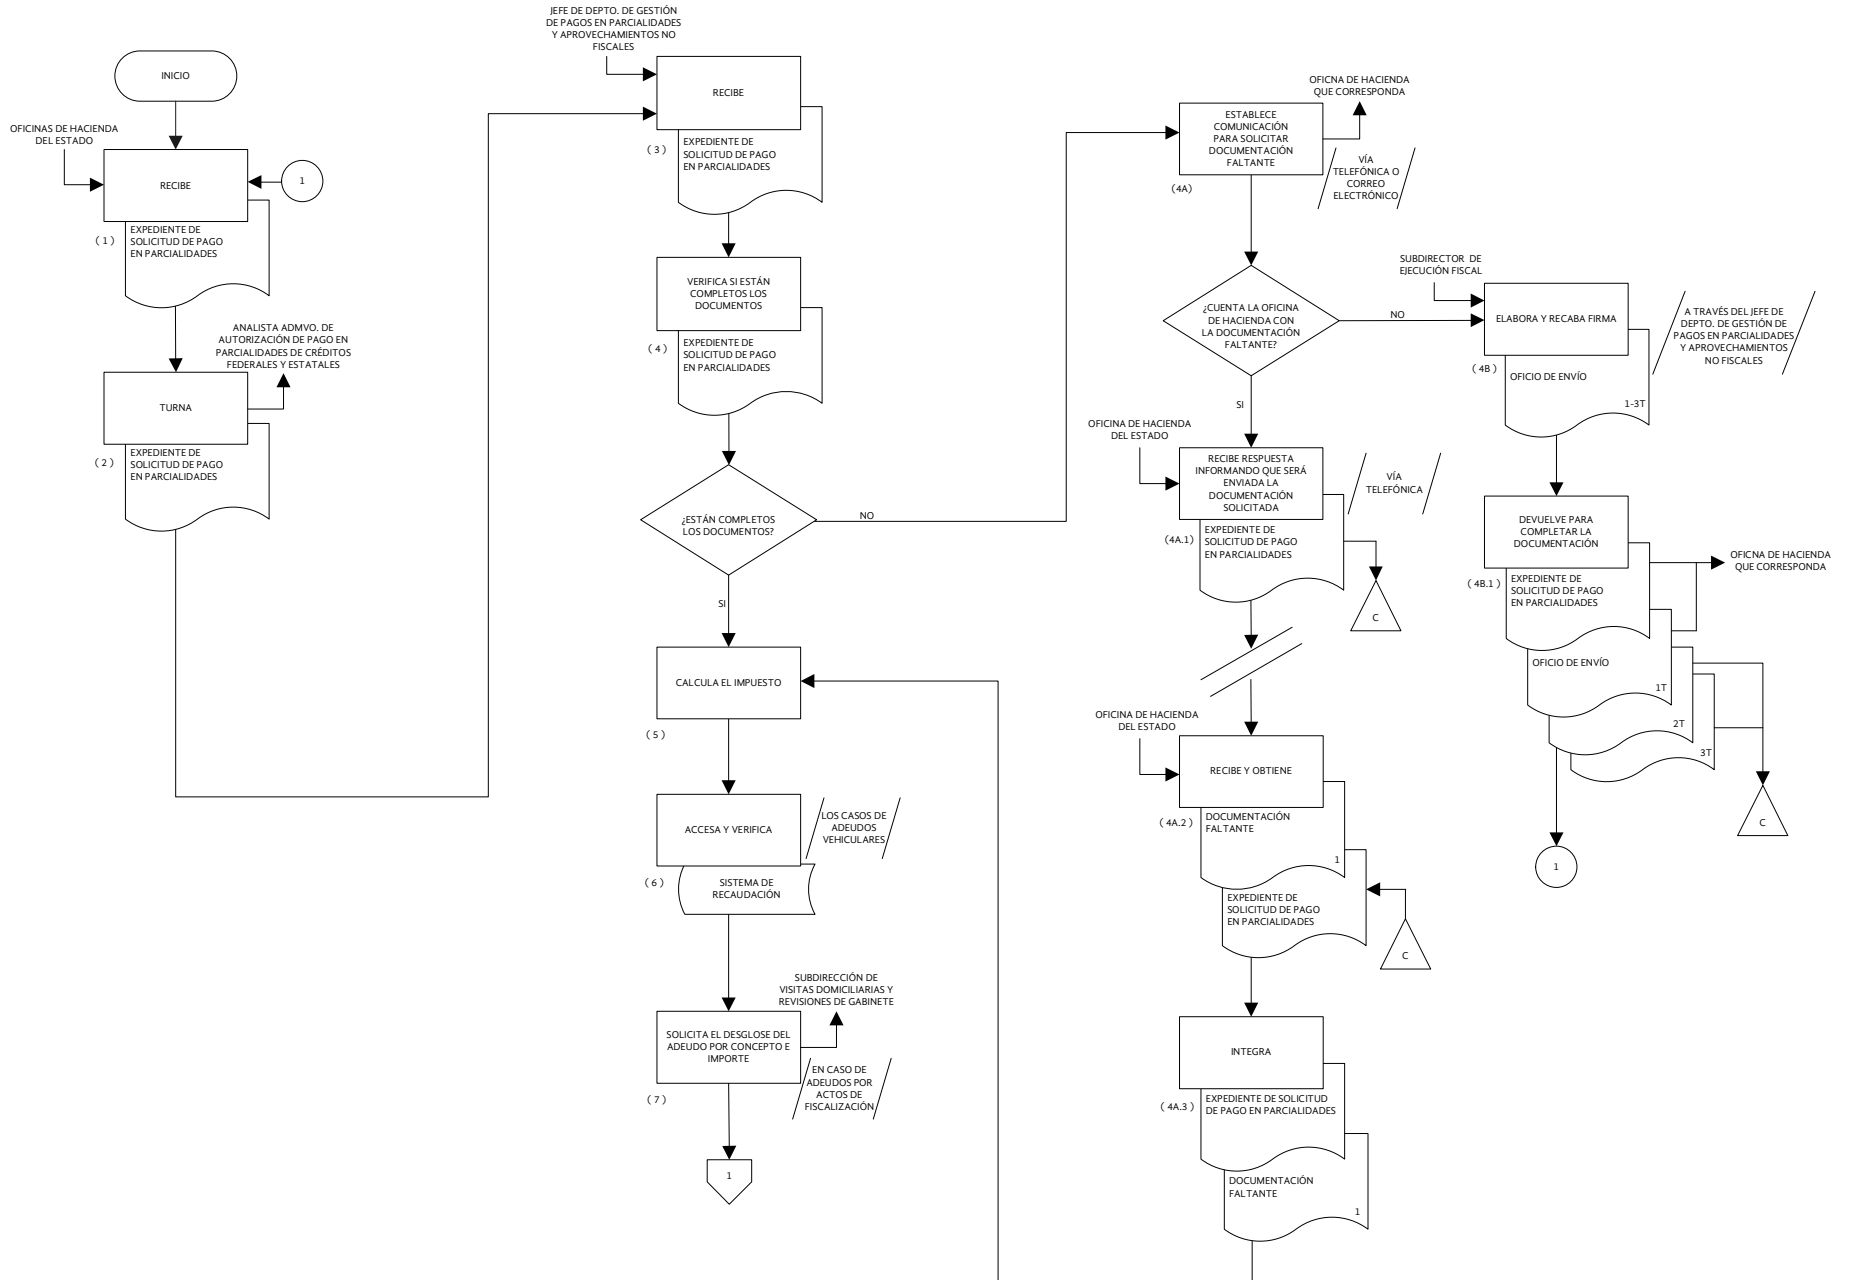 INICIO
OFICINAS DE HACIENDA
DEL ESTADO
RECIBE
1
( 1 )
EXPEDIENTE DE
SOLICITUD DE PAGO
EN PARCIALIDADES
ANALISTA ADMVO. DE
AUTORIZACIÓN DE PAGO EN
PARCIALIDADES DE CRÉDITOS
FEDERALES Y ESTATALES
TURNA
( 2 )
EXPEDIENTE DE
SOLICITUD DE PAGO
EN PARCIALIDADES
JEFE DE DEPTO. DE GESTIÓN
DE PAGOS EN PARCIALIDADES
Y APROVECHAMIENTOS NO
FISCALES
RECIBE
( 3 )
EXPEDIENTE DE
SOLICITUD DE PAGO
EN PARCIALIDADES
VERIFICA SI ESTÁN
COMPLETOS LOS
DOCUMENTOS
( 4 )
EXPEDIENTE DE
SOLICITUD DE PAGO
EN PARCIALIDADES
¿ESTÁN COMPLETOS
LOS DOCUMENTOS?
NO
SI
CALCULA EL IMPUESTO
( 5 )
ACCESA Y VERIFICA
LOS CASOS DE
ADEUDOS
VEHICULARES
( 6 )
SISTEMA DE
RECAUDACIÓN
SUBDIRECCIÓN DE
VISITAS DOMICILIARIAS Y
REVISIONES DE GABINETE
SOLICITA EL DESGLOSE DEL
ADEUDO POR CONCEPTO E
IMPORTE
( 7 )
EN CASO DE
ADEUDOS POR
ACTOS DE
FISCALIZACIÓN
1
OFICNA DE HACIENDA
QUE CORRESPONDA
ESTABLECE
COMUNICACIÓN
PARA SOLICITAR
DOCUMENTACIÓN
FALTANTE
(4A)
VÍA
TELEFÓNICA O
CORREO
ELECTRÓNICO
¿CUENTA LA OFICINA
DE HACIENDA CON
LA DOCUMENTACIÓN
FALTANTE?
NO
SI
OFICINA DE HACIENDA
DEL ESTADO
RECIBE RESPUESTA
INFORMANDO QUE SERÁ
ENVIADA LA
DOCUMENTACIÓN
SOLICITADA
VÍA
TELEFÓNICA
(4A.1)
EXPEDIENTE DE
SOLICITUD DE PAGO
EN PARCIALIDADES
C
OFICINA DE HACIENDA
DEL ESTADO
RECIBE Y OBTIENE
( 4A.2 )
DOCUMENTACIÓN
FALTANTE
1
EXPEDIENTE DE
SOLICITUD DE PAGO
EN PARCIALIDADES
C
INTEGRA
( 4A.3 )
EXPEDIENTE DE SOLICITUD
DE PAGO EN PARCIALIDADES
DOCUMENTACIÓN
FALTANTE
1
SUBDIRECTOR DE
EJECUCIÓN FISCAL
ELABORA Y RECABA FIRMA
A TRAVÉS DEL JEFE DE
DEPTO. DE GESTIÓN DE
PAGOS EN PARCIALIDADES
Y APROVECHAMIENTOS
NO FISCALES
( 4B )
OFICIO DE ENVÍO
1-3T
DEVUELVE PARA
COMPLETAR LA
DOCUMENTACIÓN
OFICNA DE HACIENDA
QUE CORRESPONDA
( 4B.1 )
EXPEDIENTE DE
SOLICITUD DE PAGO
EN PARCIALIDADES
OFICIO DE ENVÍO
1T
2T
3T
C
1